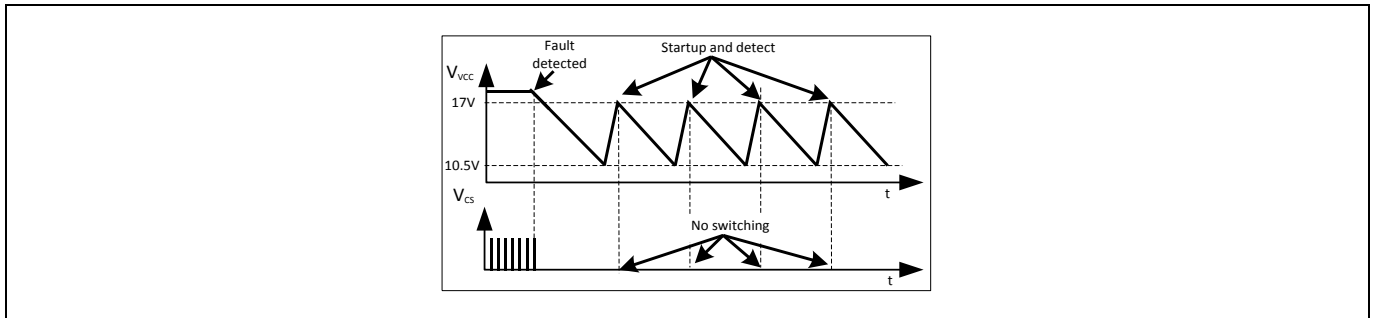 Fault
detected
Startup and detect
VVCC
17V
10.5V
t
VCS
No switching
t